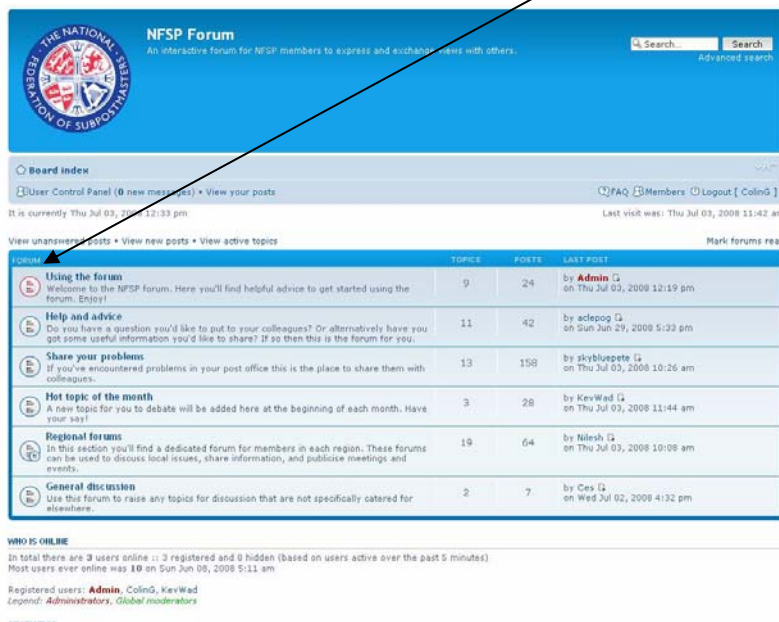 THE NATIONAL
FEDERATION OF SUBPOSTMASTERS
NFSP Forum
An interactive forum for NFSP members to express and exchange views with others.
Search...
Search
Advanced search
Board index
User Control Panel (0 new messages) • View your posts
FAQ Members Logout [ ColinG ]
It is currently Thu Jul 03, 2008 12:33 pm
Last visit was: Thu Jul 03, 2008 11:42 am
View unanswered posts • View new posts • View active topics
Mark forums rea
FORUM TOPICS POSTS LAST POST
Using the forum
Welcome to the NFSP forum. Here you'll find helpful advice to get started using the
forum. Enjoy!
9 24
by Admin
on Thu Jul 03, 2008 12:19 pm
Help and advice
Do you have a question you'd like to put to your colleagues? Or alternatively have you
got some useful information you'd like to share? If so then this is the forum for you.
11 42
by aclepog
on Sun Jun 29, 2008 5:33 pm
Share your problems
If you've encountered problems in your post office this is the place to share them with
colleagues.
13 158
by skybluepete
on Thu Jul 03, 2008 10:26 am
Hot topic of the month
A new topic for you to debate will be added here at the beginning of each month. Have
your say!
3 28
by KevWad
on Thu Jul 03, 2008 11:44 am
Regional forums
In this section you'll find a dedicated forum for members in each region. These forums
can be used to discuss local issues, share information, and publicise meetings and
events.
19 64
by Nilesh
on Thu Jul 03, 2008 10:08 am
General discussion
Use this forum to raise any topics for discussion that are not specifically catered for
elsewhere.
2 7
by Ces
on Wed Jul 02, 2008 4:32 pm
WHO IS ONLINE
In total there are 3 users online :: 3 registered and 0 hidden (based on users active over the past 5 minutes)
Most users ever online was 10 on Sun Jun 08, 2008 5:11 am
Registered users: Admin, ColinG, KevWad
Legend: Administrators, Global moderators